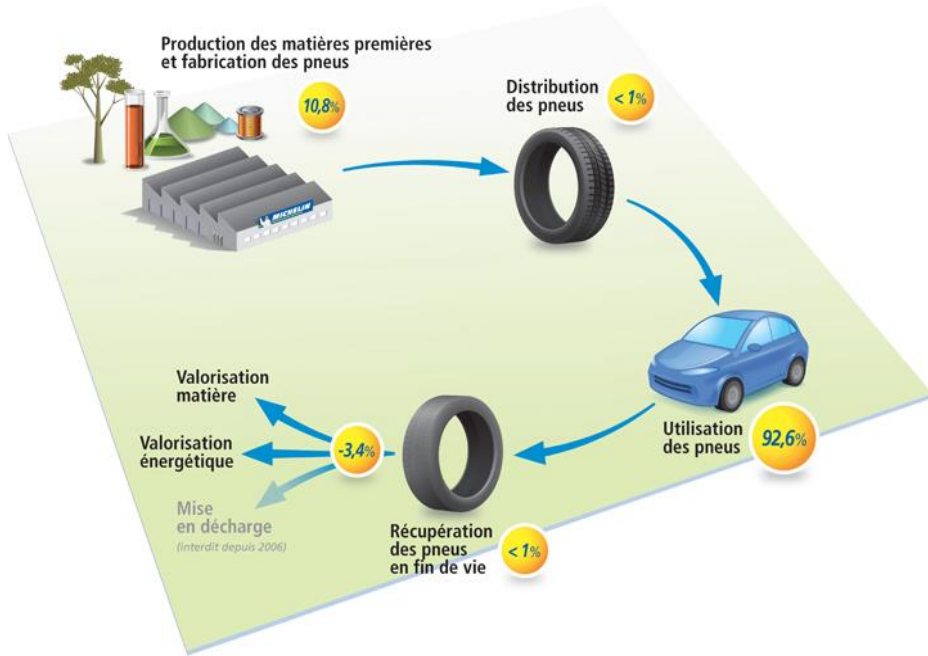 Production des matières premières
et fabrication des pneus
10,8%
Distribution
des pneus
< 1%
MICHELIN
Utilisation
des pneus
92,6%
Valorisation
matière
Valorisation
énergétique
-3,4%
Mise
en décharge
(interdit depuis 2006)
Récupération
des pneus
en fin de vie
< 1%